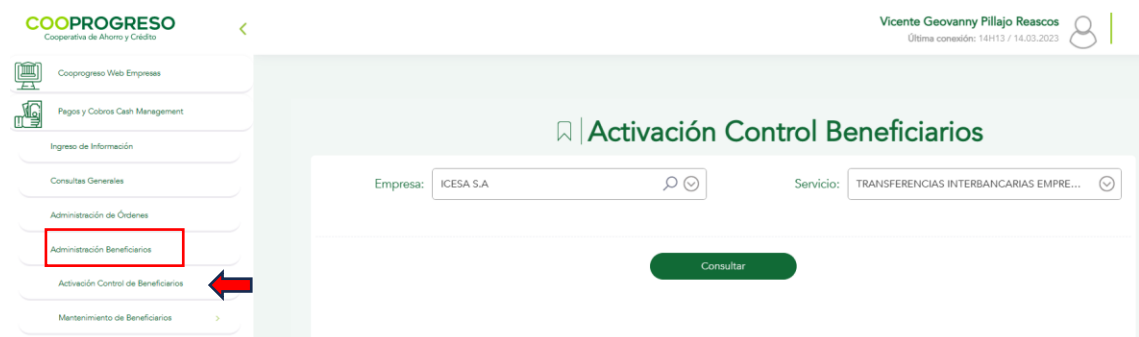 COOPROGRESO
Cooperativa de Ahorro y Crédito
Vicente Geovanny Pillajo Reascos
Última conexión: 14H13 / 14.03.2023
Cooprogreso Web Empresas
Pagos y Cobros Cash Management
Ingreso de Información
Consultas Generales
Administración de Órdenes
Administración Beneficiarios
Activación Control de Beneficiarios
Mantenimiento de Beneficiarios
Activación Control Beneficiarios
Empresa: ICESA S.A
Servicio: TRANSFERENCIAS INTERBANCARIAS EMPRE...
Consultar